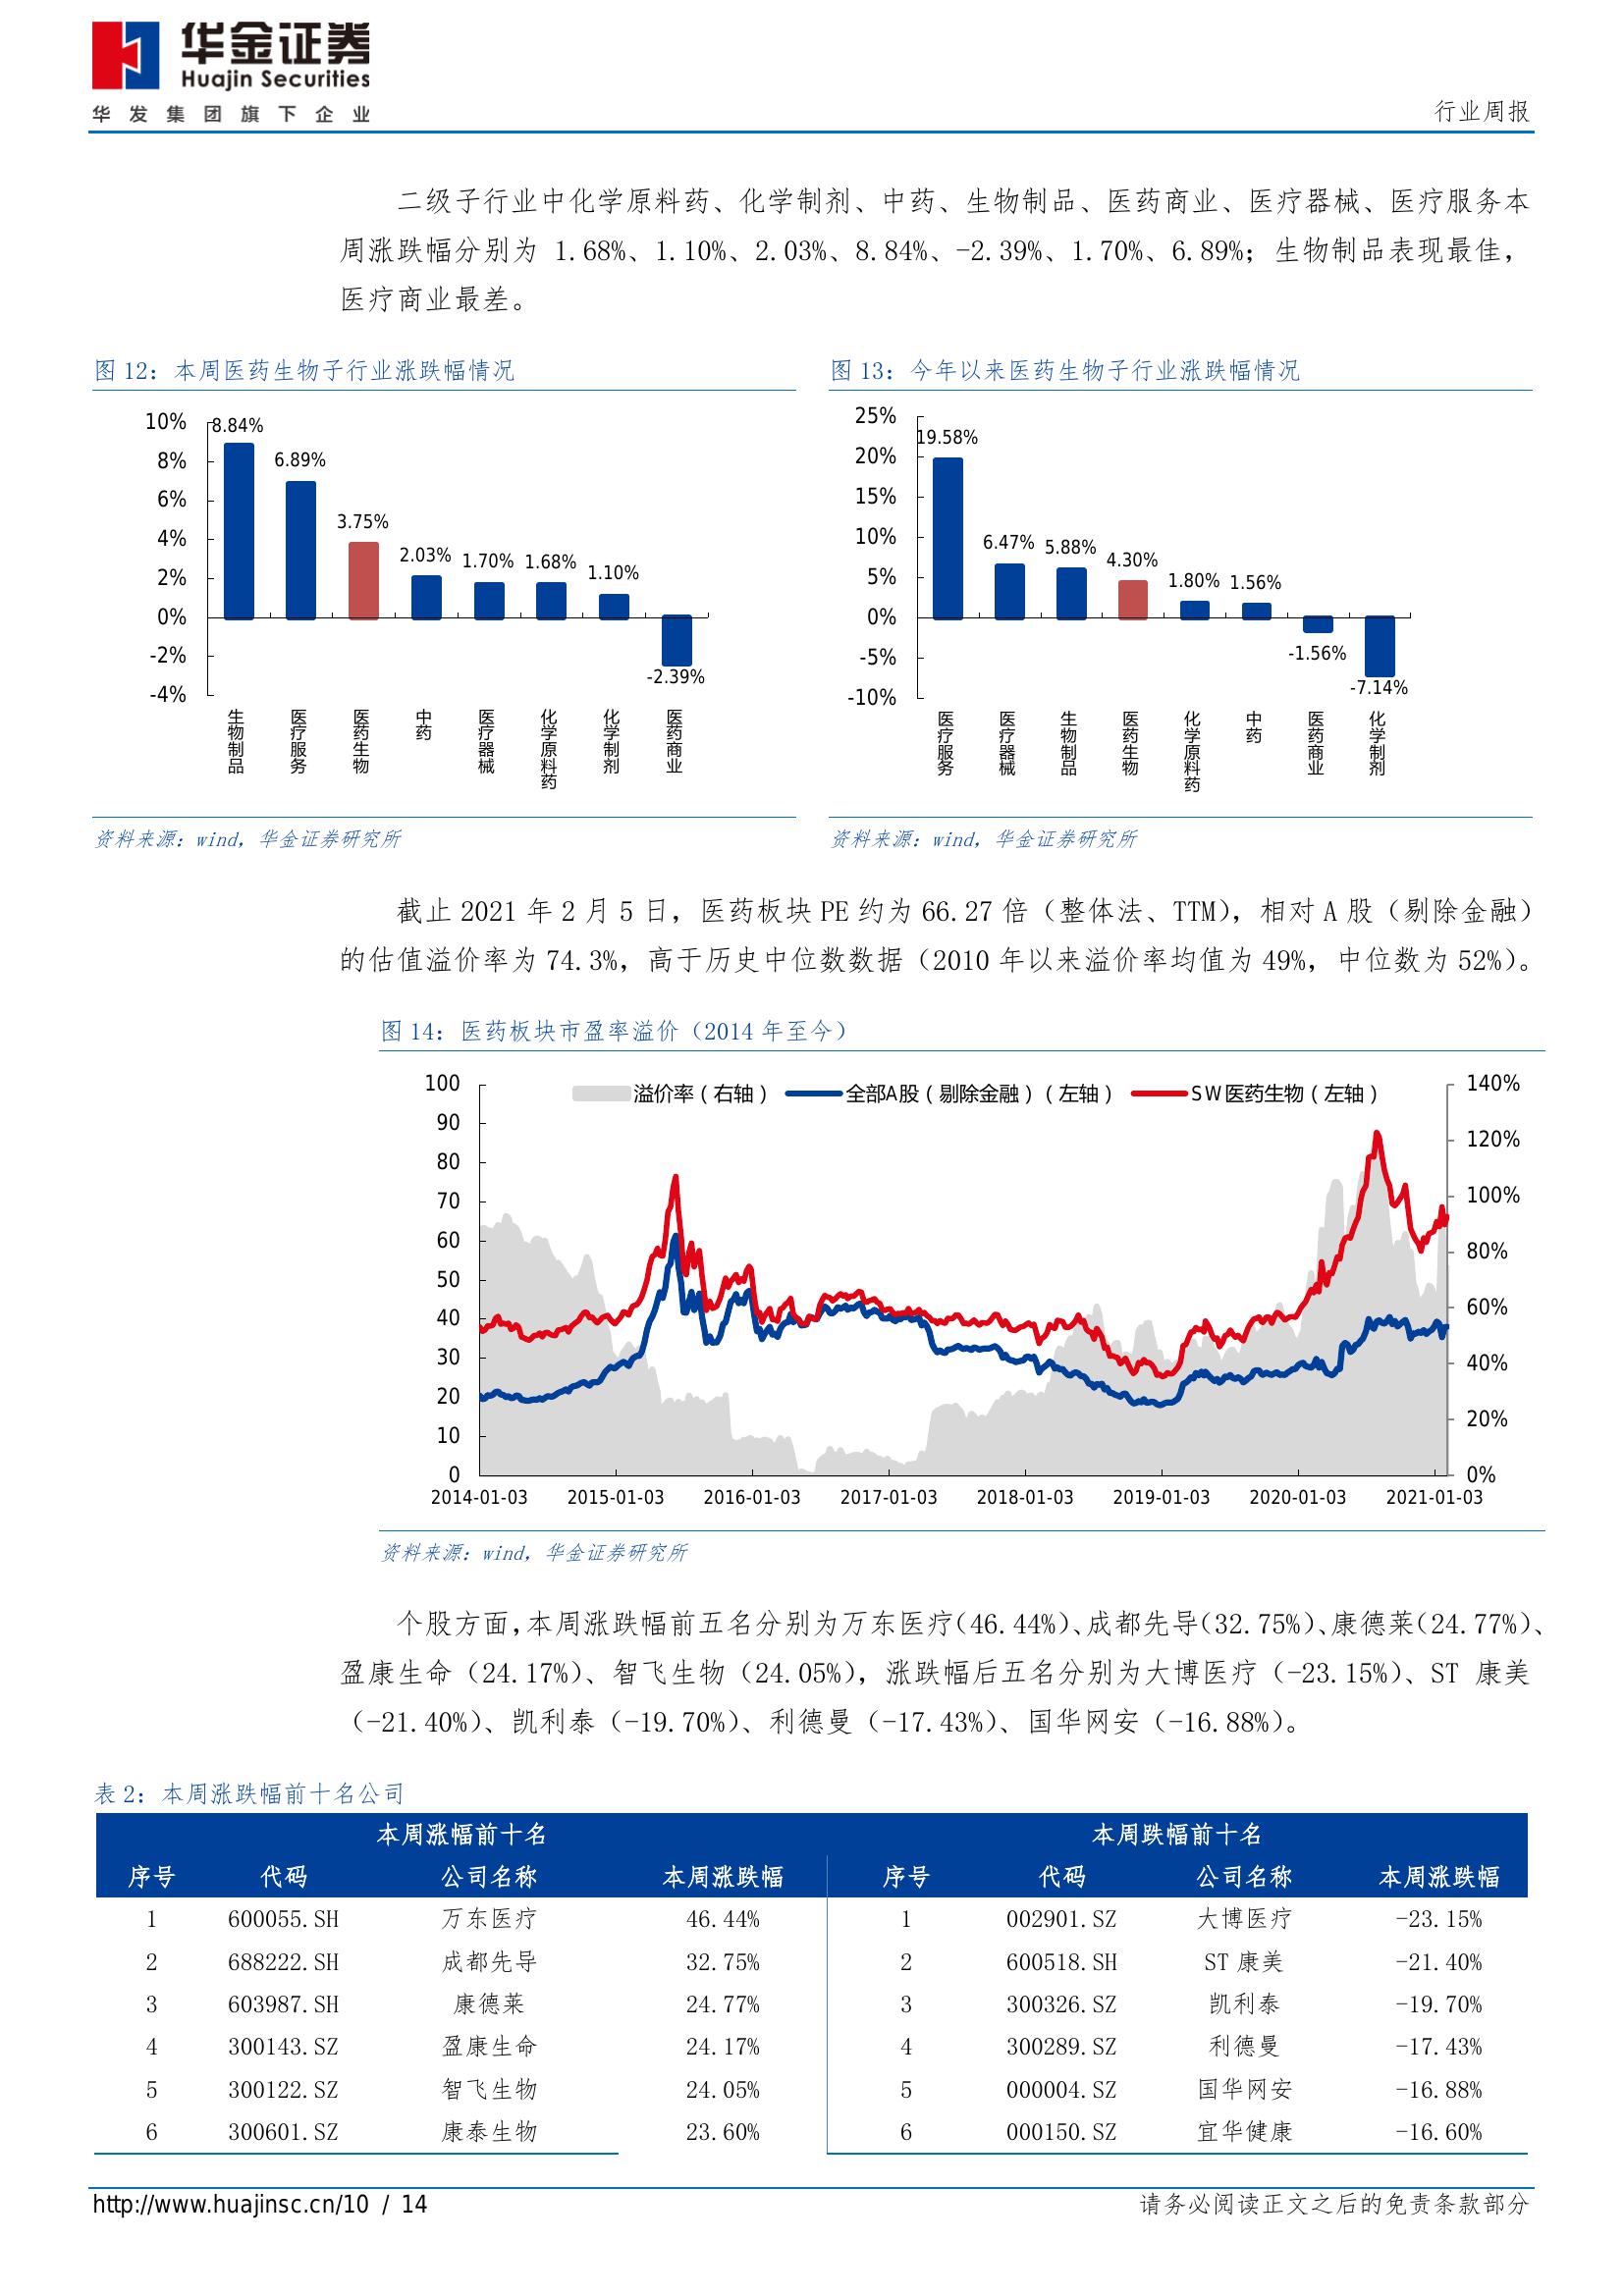 华金证券
Huajin Securities
华发集团旗下企业
行业周报
二级子行业中化学原料药、化学制剂、中药、生物制品、医药商业、医疗器械、医疗服务本
周涨跌幅分别为 1.68%、1.10%、2.03%、8.84%、-2.39%、1.70%、6.89%；生物制品表现最佳，
医疗商业最差。
图 12：本周医药生物子行业涨跌幅情况
10%
8%
6%
4%
2%
0%
-2%
-4%
8.84%
6.89%
3.75%
2.03%
1.70%
1.68%
1.10%
-2.39%
生物制品
医疗服务
医药生物
中药
医疗器械
化学原料药
化学制剂
医药商业
资料来源：wind，华金证券研究所
图 13：今年以来医药生物子行业涨跌幅情况
25%
20%
15%
10%
5%
0%
-5%
-10%
19.58%
6.47%
5.88%
4.30%
1.80%
1.56%
-1.56%
-7.14%
医疗服务
医疗器械
生物制品
医药生物
化学原料药
中药
医药商业
化学制剂
资料来源：wind，华金证券研究所
截止 2021 年 2 月 5 日，医药板块 PE 约为 66.27 倍（整体法、TTM），相对 A 股（剔除金融）
的估值溢价率为 74.3%，高于历史中位数数据（2010 年以来溢价率均值为 49%，中位数为 52%）。
图 14：医药板块市盈率溢价（2014 年至今）
溢价率（右轴） 全部A股（剔除金融）（左轴） SW医药生物（左轴）
100
90
80
70
60
50
40
30
20
10
0
140%
120%
100%
80%
60%
40%
20%
0%
2014-01-03 2015-01-03 2016-01-03 2017-01-03 2018-01-03 2019-01-03 2020-01-03 2021-01-03
资料来源：wind，华金证券研究所
个股方面，本周涨跌幅前五名分别为万东医疗（46.44%）、成都先导（32.75%）、康德莱（24.77%）、
盈康生命（24.17%）、智飞生物（24.05%），涨跌幅后五名分别为大博医疗（-23.15%）、ST 康美
（-21.40%）、凯利泰（-19.70%）、利德曼（-17.43%）、国华网安（-16.88%）。
表 2：本周涨跌幅前十名公司
本周涨幅前十名 本周跌幅前十名
序号 代码 公司名称 本周涨跌幅 序号 代码 公司名称 本周涨跌幅
1 600055.SH 万东医疗 46.44% 1 002901.SZ 大博医疗 -23.15%
2 688222.SH 成都先导 32.75% 2 600518.SH ST 康美 -21.40%
3 603987.SH 康德莱 24.77% 3 300326.SZ 凯利泰 -19.70%
4 300143.SZ 盈康生命 24.17% 4 300289.SZ 利德曼 -17.43%
5 300122.SZ 智飞生物 24.05% 5 000004.SZ 国华网安 -16.88%
6 300601.SZ 康泰生物 23.60% 6 000150.SZ 宜华健康 -16.60%
http://www.huajinsc.cn/10 / 14 请务必阅读正文之后的免责条款部分